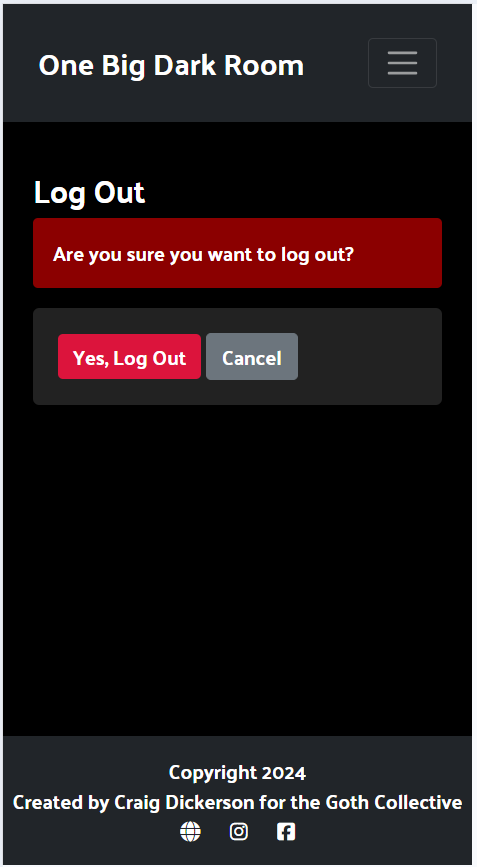 One Big Dark Room
Log Out
Are you sure you want to log out?
Yes, Log Out Cancel
Copyright 2024
Created by Craig Dickerson for the Goth Collective